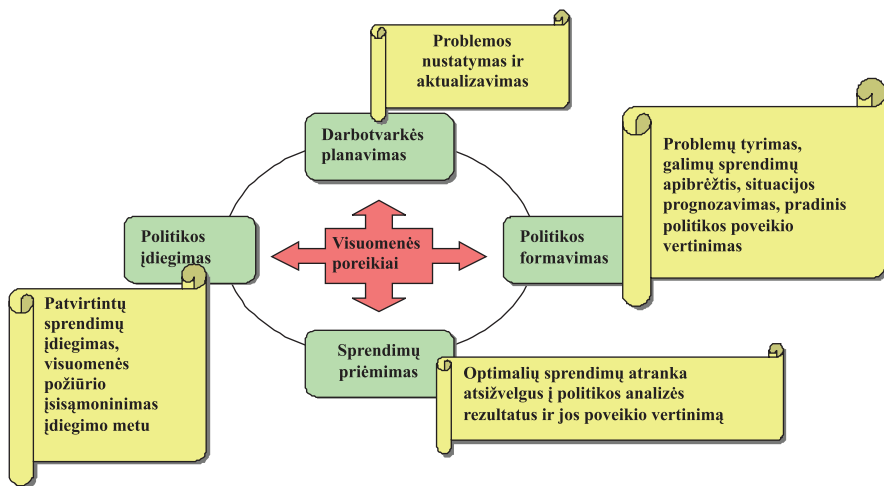 Problemos
nustatymas ir
aktualizavimas
Darbotvarkės
planavimas
Problemų tyrimas,
galimų sprendimų
apibrėžtis, situacijos
prognozavimas, pradinis
politikos poveikio
vertinimas
Politikos
įdiegimas
Visuomenės
poreikiai
Politikos
formavimas
Patvirtintų
sprendimų
įdiegimas,
visuomenės
požiūrio
įsisąmoninimas
įdiegimo metu
Sprendimų
priėmimas
Optimalių sprendimų atranka
atsižvelgus į politikos analizės
rezultatus ir jos poveikio vertinimą